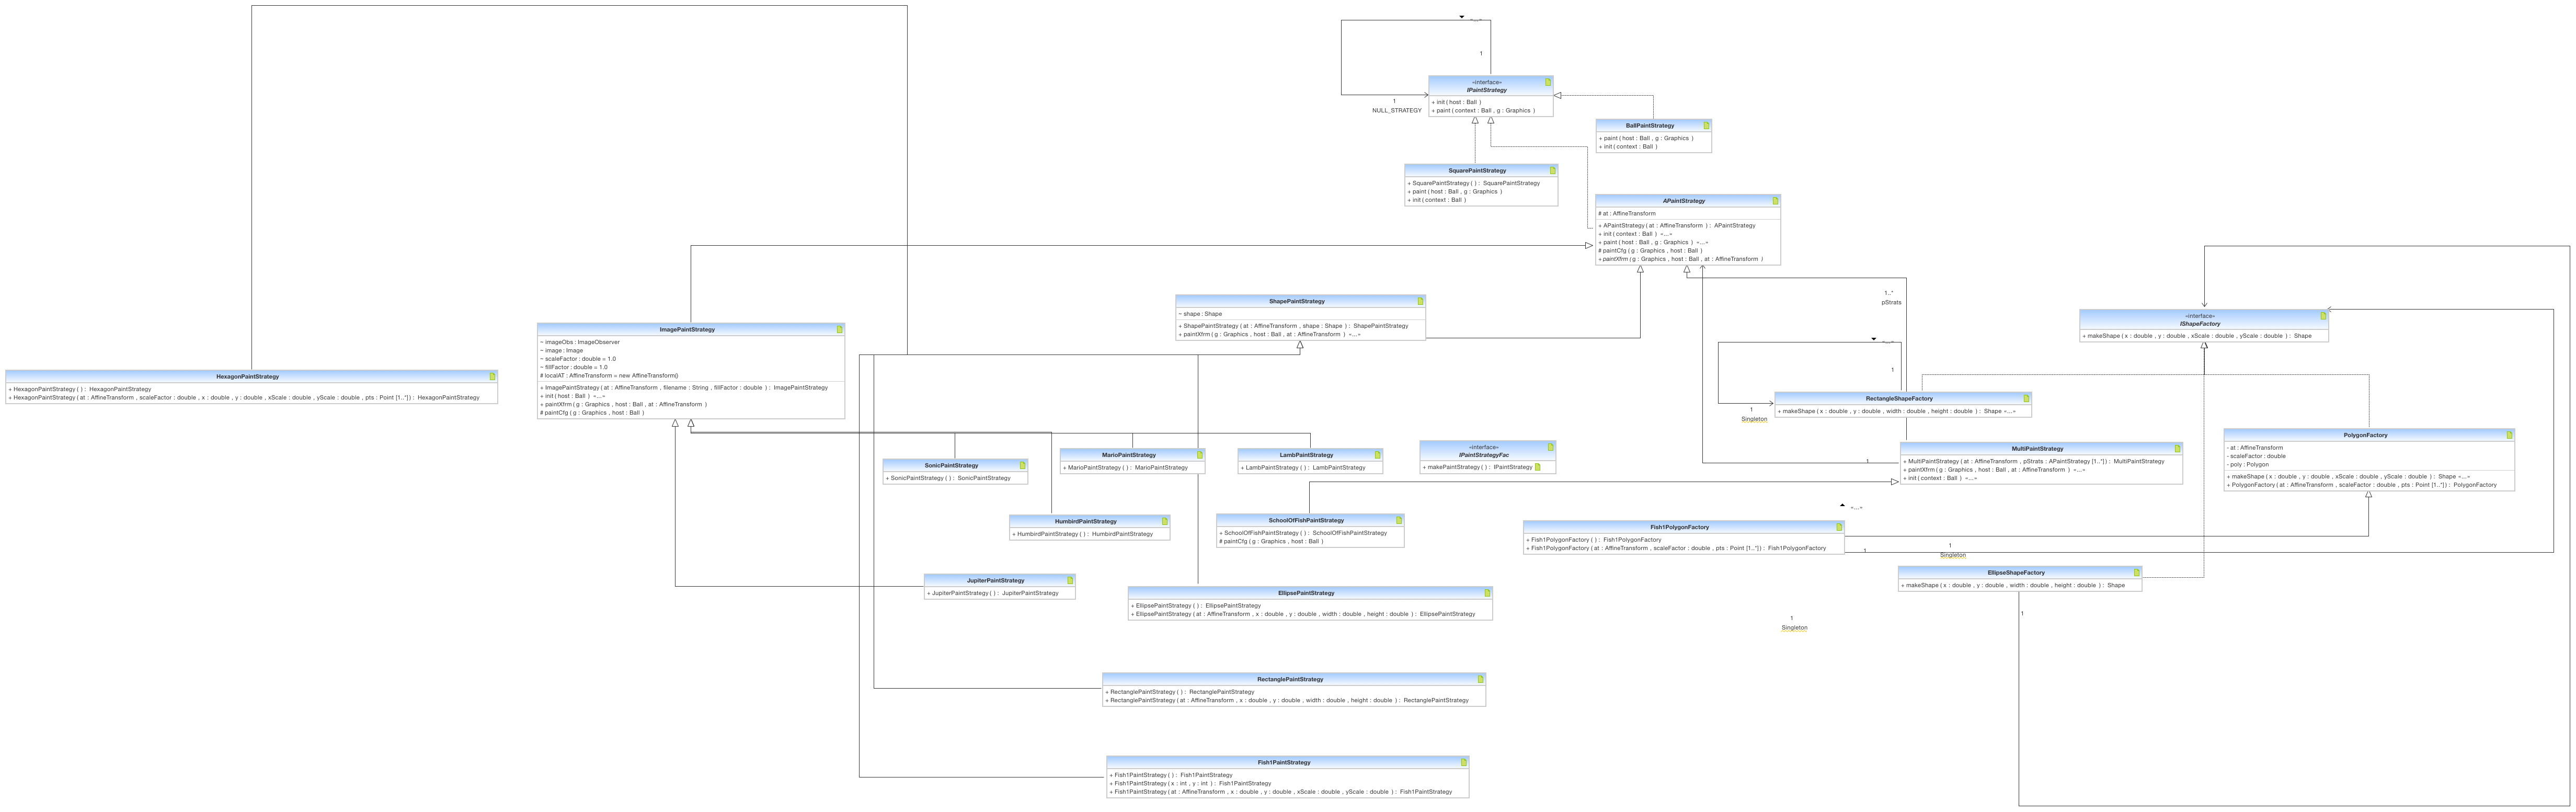 «...»
1
«interface»
IPaintStrategy
+ init ( host : Ball )
+ paint ( context : Ball , g : Graphics )
1
NULL_STRATEGY
BallPaintStrategy
+ paint ( host : Ball , g : Graphics )
+ init ( context : Ball )
SquarePaintStrategy
+ SquarePaintStrategy ( ) : SquarePaintStrategy
+ paint ( host : Ball , g : Graphics )
+ init ( context : Ball )
APaintStrategy
# at : AffineTransform
+ APaintStrategy ( at : AffineTransform ) : APaintStrategy
+ init ( context : Ball ) «...»
+ paint ( host : Ball , g : Graphics ) «...»
# paintCfg ( g : Graphics , host : Ball )
+ paintXfrm ( g : Graphics , host : Ball , at : AffineTransform )
ShapePaintStrategy
~ shape : Shape
+ ShapePaintStrategy ( at : AffineTransform , shape : Shape ) : ShapePaintStrategy
+ paintXfrm ( g : Graphics , host : Ball , at : AffineTransform ) «...»
1..*
pStrats
«interface»
IShapeFactory
+ makeShape ( x : double , y : double , xScale : double , yScale : double ) : Shape
ImagePaintStrategy
~ imageObs : ImageObserver
~ image : Image
~ scaleFactor : double = 1.0
~ fillFactor : double = 1.0
# localAT : AffineTransform = new AffineTransform()
+ ImagePaintStrategy ( at : AffineTransform , filename : String , fillFactor : double ) : ImagePaintStrategy
+ init ( host : Ball ) «...»
+ paintXfrm ( g : Graphics , host : Ball , at : AffineTransform )
# paintCfg ( g : Graphics , host : Ball )
HexagonPaintStrategy
+ HexagonPaintStrategy ( ) : HexagonPaintStrategy
+ HexagonPaintStrategy ( at : AffineTransform , scaleFactor : double , x : double , y : double , xScale : double , yScale : double , pts : Point [1..*] ) : HexagonPaintStrategy
«...»
1
RectangleShapeFactory
+ makeShape ( x : double , y : double , width : double , height : double ) : Shape «...»
1
Singleton
PolygonFactory
- at : AffineTransform
- scaleFactor : double
- poly : Polygon
+ makeShape ( x : double , y : double , xScale : double , yScale : double ) : Shape «...»
+ PolygonFactory ( at : AffineTransform , scaleFactor : double , pts : Point [1..*] ) : PolygonFactory
SonicPaintStrategy
+ SonicPaintStrategy ( ) : SonicPaintStrategy
MarioPaintStrategy
+ MarioPaintStrategy ( ) : MarioPaintStrategy
LambPaintStrategy
+ LambPaintStrategy ( ) : LambPaintStrategy
«interface»
IPaintStrategyFac
+ makePaintStrategy ( ) : IPaintStrategy
1
MultiPaintStrategy
+ MultiPaintStrategy ( at : AffineTransform , pStrats : APaintStrategy [1..*] ) : MultiPaintStrategy
+ paintXfrm ( g : Graphics , host : Ball , at : AffineTransform ) «...»
+ init ( context : Ball ) «...»
HumbirdPaintStrategy
+ HumbirdPaintStrategy ( ) : HumbirdPaintStrategy
SchoolOfFishPaintStrategy
+ SchoolOfFishPaintStrategy ( ) : SchoolOfFishPaintStrategy
# paintCfg ( g : Graphics , host : Ball )
«...»
Fish1PolygonFactory
+ Fish1PolygonFactory ( ) : Fish1PolygonFactory
+ Fish1PolygonFactory ( at : AffineTransform , scaleFactor : double , pts : Point [1..*] ) : Fish1PolygonFactory
1
1
Singleton
JupiterPaintStrategy
+ JupiterPaintStrategy ( ) : JupiterPaintStrategy
EllipseShapeFactory
+ makeShape ( x : double , y : double , width : double , height : double ) : Shape
1
EllipsePaintStrategy
+ EllipsePaintStrategy ( ) : EllipsePaintStrategy
+ EllipsePaintStrategy ( at : AffineTransform , x : double , y : double , width : double , height : double ) : EllipsePaintStrategy
1
Singleton
RectanglePaintStrategy
+ RectanglePaintStrategy ( ) : RectanglePaintStrategy
+ RectanglePaintStrategy ( at : AffineTransform , x : double , y : double , width : double , height : double ) : RectanglePaintStrategy
Fish1PaintStrategy
+ Fish1PaintStrategy ( ) : Fish1PaintStrategy
+ Fish1PaintStrategy ( x : int , y : int ) : Fish1PaintStrategy
+ Fish1PaintStrategy ( at : AffineTransform , x : double , y : double , xScale : double , yScale : double ) : Fish1PaintStrategy